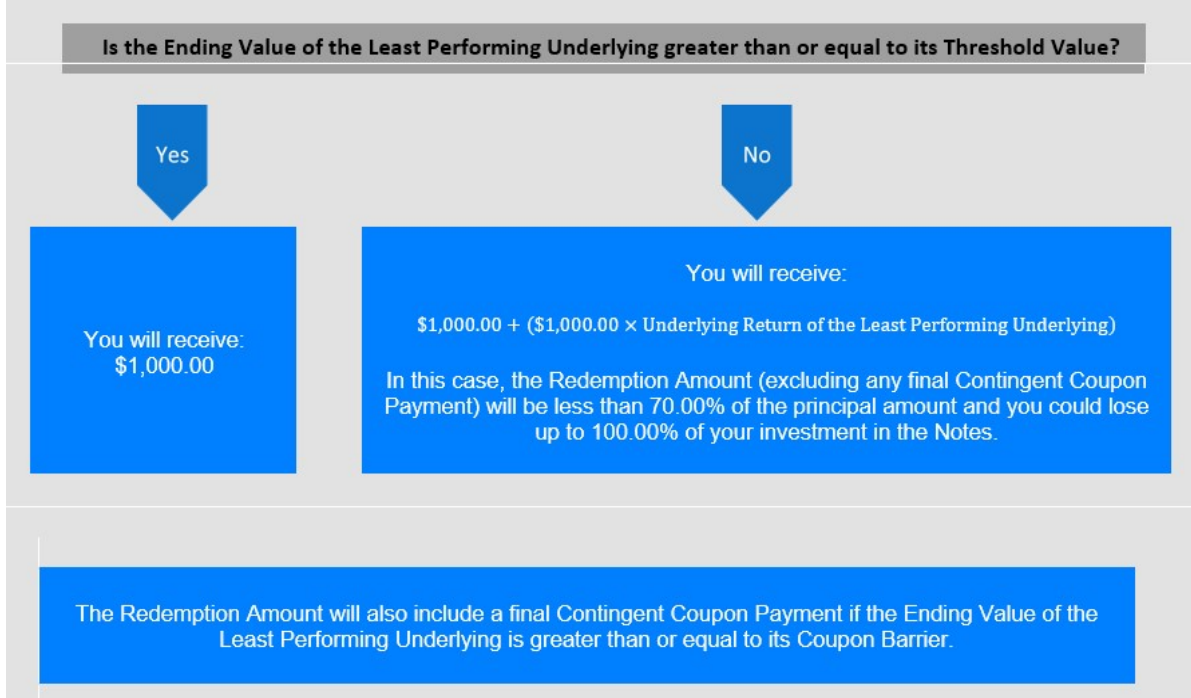 Is the Ending Value of the Least Performing Underlying greater than or equal to its Threshold Value?
Yes
No
You will receive:
$1,000.00
You will receive:
$1,000.00 + ($1,000.00 × Underlying Return of the Least Performing Underlying)
In this case, the Redemption Amount (excluding any final Contingent Coupon
Payment) will be less than 70.00% of the principal amount and you could lose
up to 100.00% of your investment in the Notes.
The Redemption Amount will also include a final Contingent Coupon Payment if the Ending Value of the
Least Performing Underlying is greater than or equal to its Coupon Barrier.